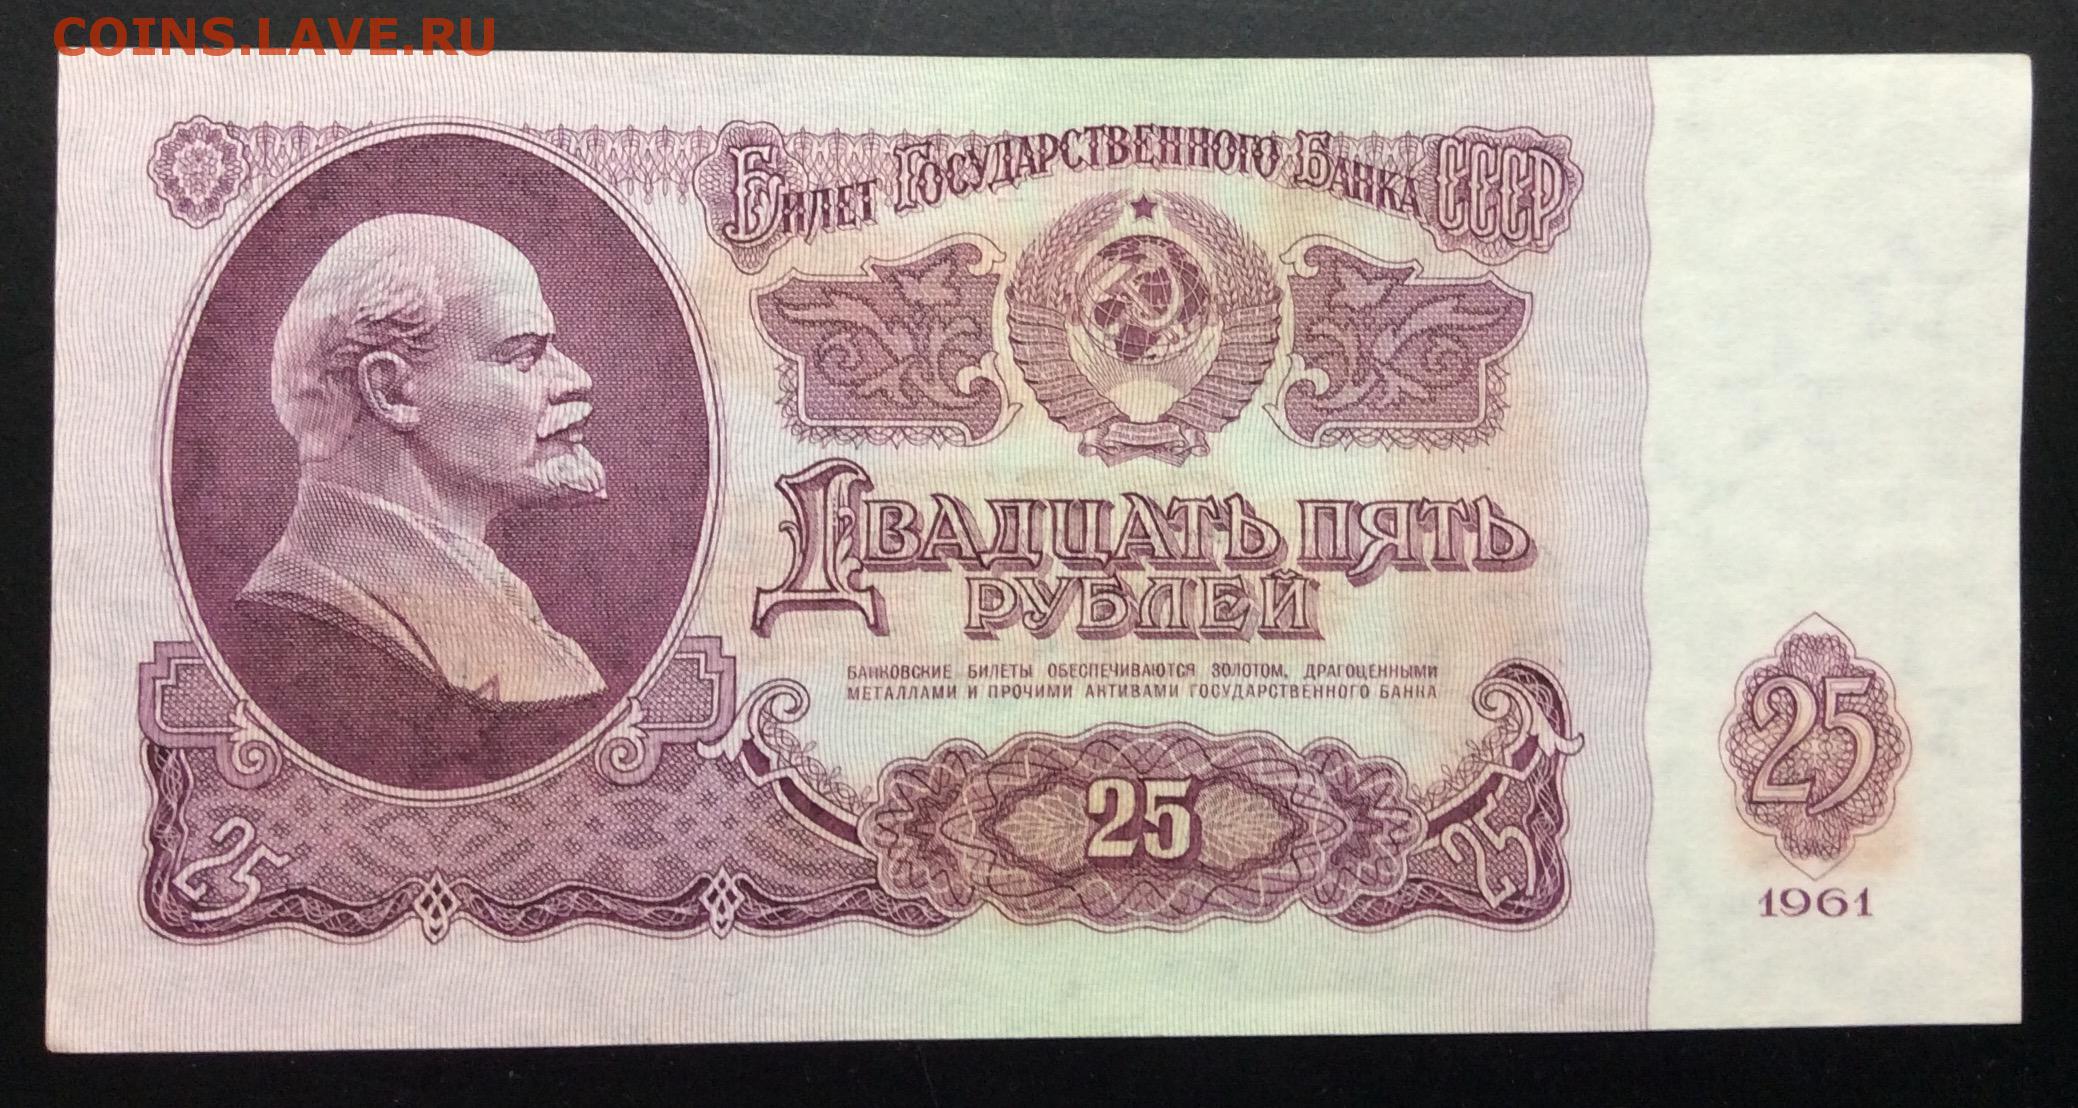 COINS.LAVE.RU
Билет Государственного Банка СССР
Двадцать пять
рублей
БАНКОВСКИЕ БИЛЕТЫ ОБЕСПЕЧИВАЮТСЯ ЗОЛОТОМ, ДРАГОЦЕННЫМИ
МЕТАЛЛАМИ И ПРОЧИМИ АКТИВАМИ ГОСУДАРСТВЕННОГО БАНКА
25
25
25
25
1961